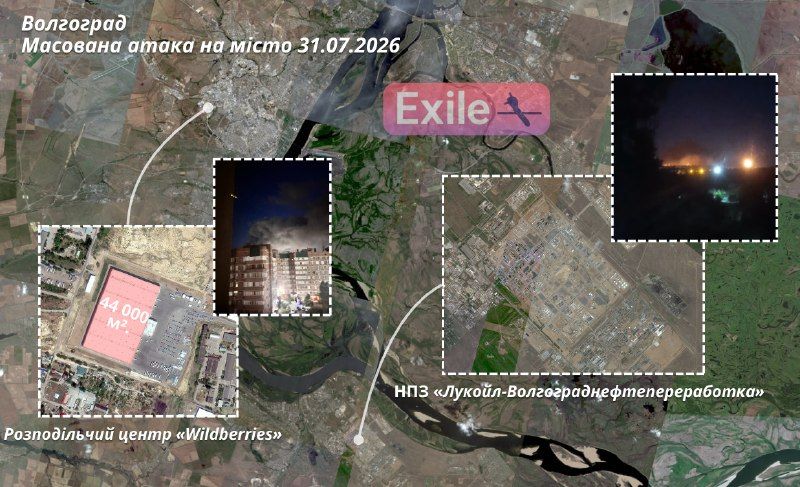 Волгоград
Масована атака на місто 31.07.2026
Exile
44 000
м².
НПЗ «Лукойл-Волгограднефтепереработка»
Розподільчий центр «Wildberries»